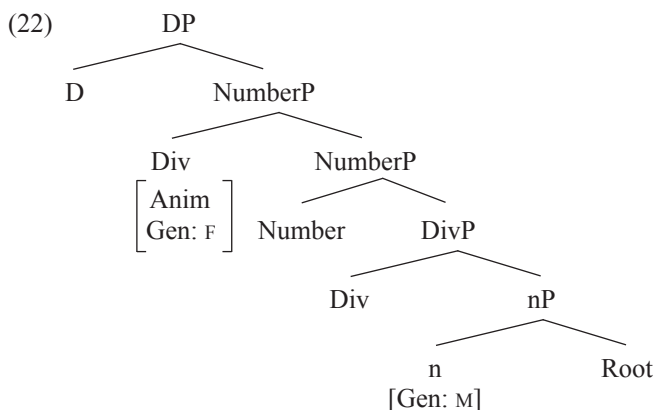 (22) DP
D NumberP
Div NumberP
Anim
Gen: F Number DivP
Div nP
n Root
[Gen: M]